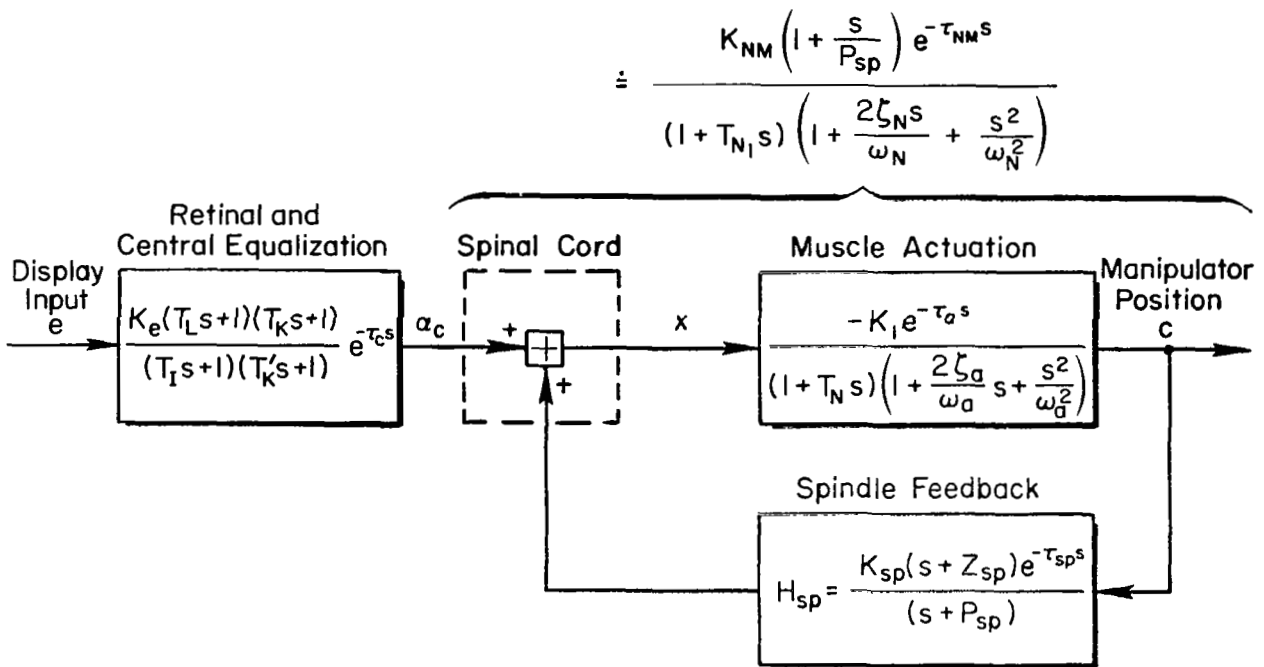 ≐ K_NM (1 + s/P_sp) e^{-τ_NM s} / (1 + T_N₁ s) (1 + 2ζ_N s/ω_N + s²/ω_N²)
Retinal and
Central Equalization
Spinal Cord
Muscle Actuation
Manipulator
Position
c
Display
Input
e
K_e(T_L s+1)(T_K s+1) / (T_I s+1)(T'_K s+1) e^{-τ_c s}
α_c
+
+
+
x
-K₁ e^{-τ_a s} / (1 + T_N s)(1 + 2ζ_a/ω_a s + s²/ω_a²)
Spindle Feedback
H_sp = K_sp(s + Z_sp)e^{-τ_sp s} / (s + P_sp)